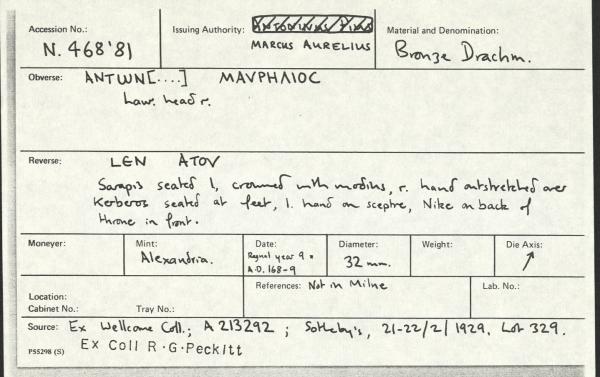 Accession No.: Issuing Authority: ANTONINUS PIUS Material and Denomination:
N. 468'81 MARCUS AURELIUS Bronze Drachm.
Obverse: ANTWN[....] MAVPHΛIOC
Laur. head r.
Reverse: LEN ATOV
Sarapis seated l, crowned with modius, r. hand outstretched over
Kerberos seated at feet, l. hand on sceptre, Nike on back of
throne in front.
Moneyer: Mint: Date: Diameter: Weight: Die Axis:
Alexandria. Regnal year 9 = 32 mm. ↗
A.D. 168-9
References: Not in Milne Lab. No.:
Location:
Cabinet No.: Tray No.:
Source: Ex Wellcome Coll.; A 213292 ; Sotheby's, 21-22/2/1929, Lot 329.
PS5298 (S) Ex Coll R·G·Peckitt